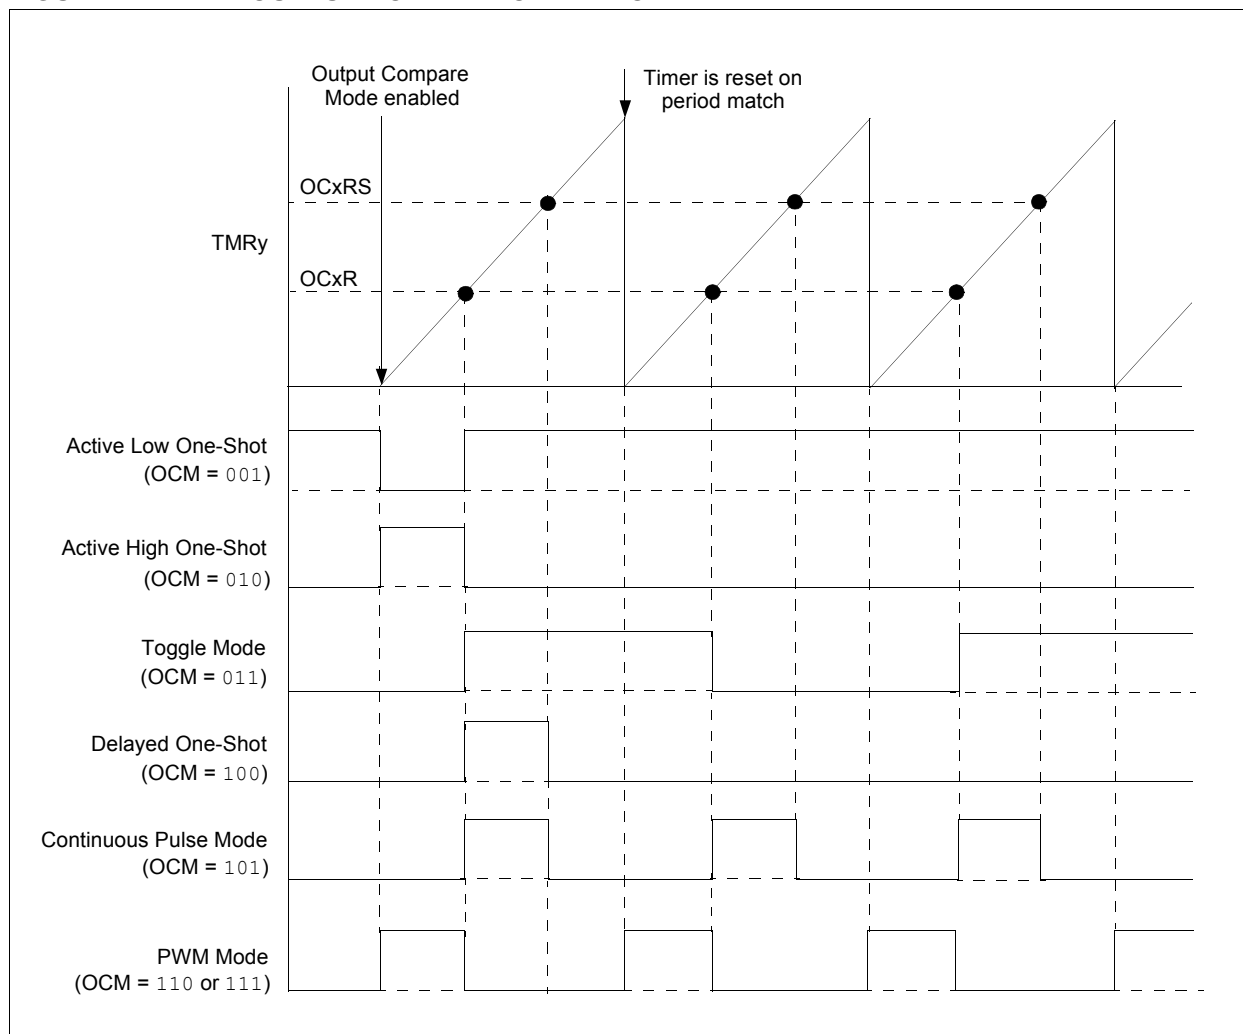 Output Compare
Mode enabled
Timer is reset on
period match
OCxRS
TMRy
OCxR
Active Low One-Shot
(OCM = 001)
Active High One-Shot
(OCM = 010)
Toggle Mode
(OCM = 011)
Delayed One-Shot
(OCM = 100)
Continuous Pulse Mode
(OCM = 101)
PWM Mode
(OCM = 110 or 111)